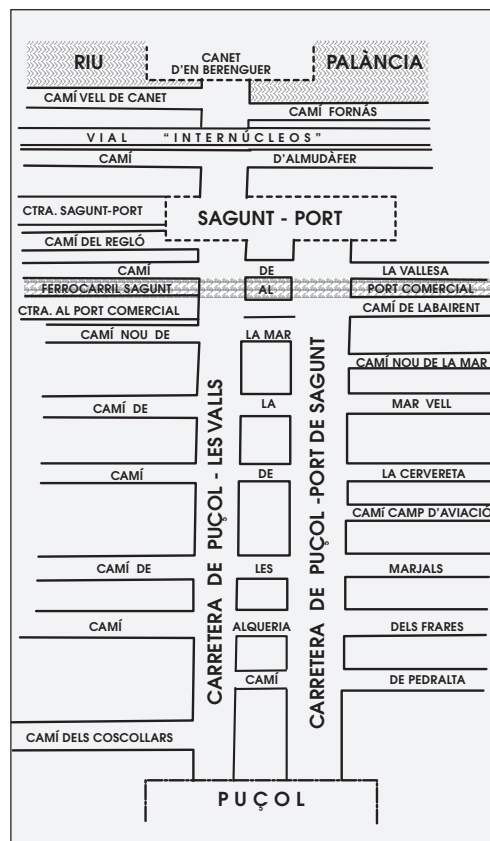 RIU CANET PALÀNCIA
D'EN BERENGUER
CAMÍ VELL DE CANET
CAMÍ FORNÁS
VIAL "INTERNÚCLEOS"
CAMÍ D'ALMUDÀFER
CTRA. SAGUNT-PORT
SAGUNT - PORT
CAMÍ DEL REGLÓ
CAMÍ DE LA VALLESA
FERROCARRIL SAGUNT AL PORT COMERCIAL
CTRA. AL PORT COMERCIAL CAMÍ DE LABAIRENT
CAMÍ NOU DE LA MAR
CAMÍ NOU DE LA MAR
CAMÍ DE LA MAR VELL
CAMÍ DE LA CERVERETA
CAMÍ CAMP D'AVIACIÓ
CAMÍ DE LES MARJALS
CAMÍ ALQUERIA DELS FRARES
CAMÍ DE PEDRALTA
CARRETERA DE PUÇOL - LES VALLS
CARRETERA DE PUÇOL -PORT DE SAGUNT
CAMÍ DELS COSCOLLARS
PUÇOL